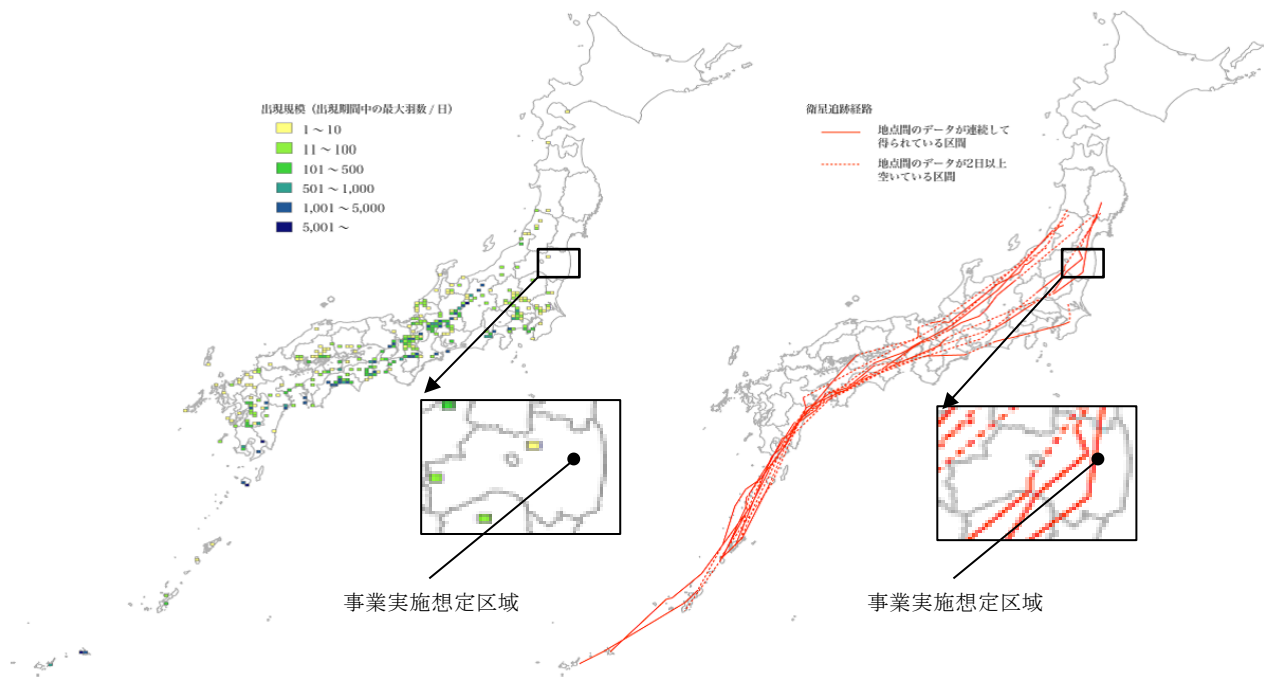 出現規模（出現期間中の最大羽数 / 日）
1～10
11～100
101～500
501～1,000
1,001～5,000
5,001～
事業実施想定区域
衛星追跡経路
地点間のデータが連続して
得られている区間
地点間のデータが2日以上
空いている区間
事業実施想定区域